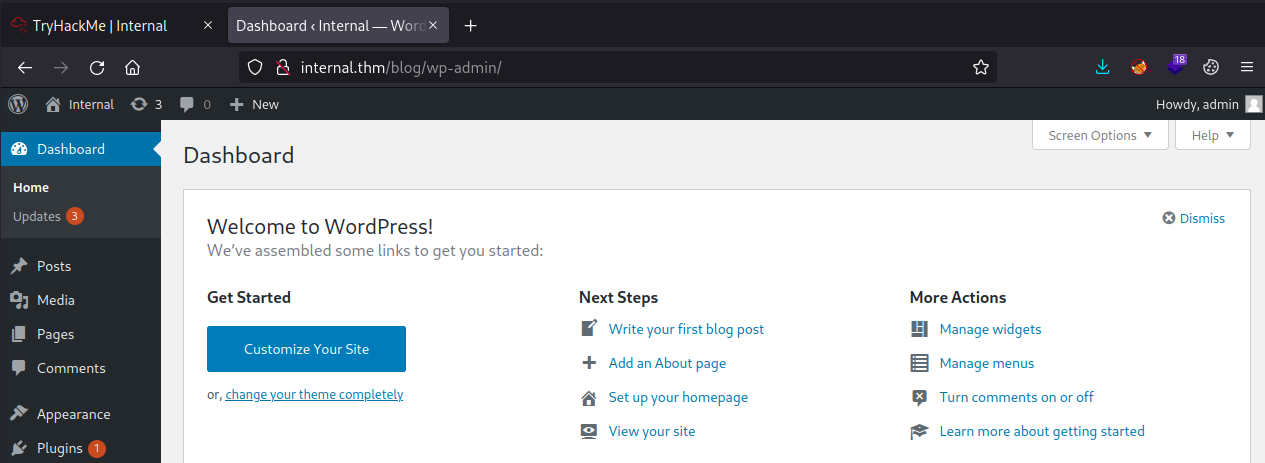 TryHackMe | Internal
Dashboard ‹ Internal — Word
internal.thm/blog/wp-admin/
18
Internal 3 0 New
Howdy, admin
Dashboard
Home
Updates 3
Posts
Media
Pages
Comments
Appearance
Plugins 1
Screen Options
Help
Dashboard
Welcome to WordPress!
We’ve assembled some links to get you started:
Dismiss
Get Started
Customize Your Site
or, change your theme completely
Next Steps
Write your first blog post
Add an About page
Set up your homepage
View your site
More Actions
Manage widgets
Manage menus
Turn comments on or off
Learn more about getting started